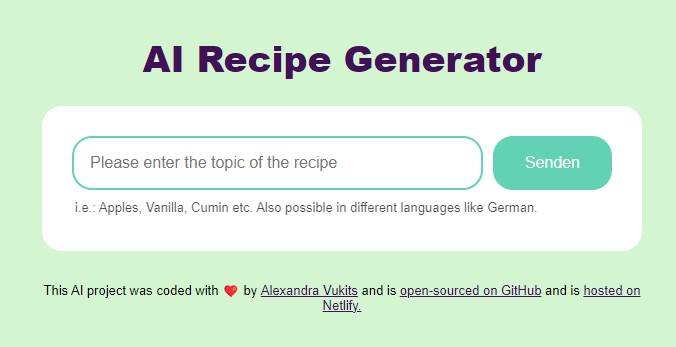 AI Recipe Generator
Please enter the topic of the recipe
Senden
i.e.: Apples, Vanilla, Cumin etc. Also possible in different languages like German.
This AI project was coded with ❤️ by Alexandra Vukits and is open-sourced on GitHub and is hosted on
Netlify.